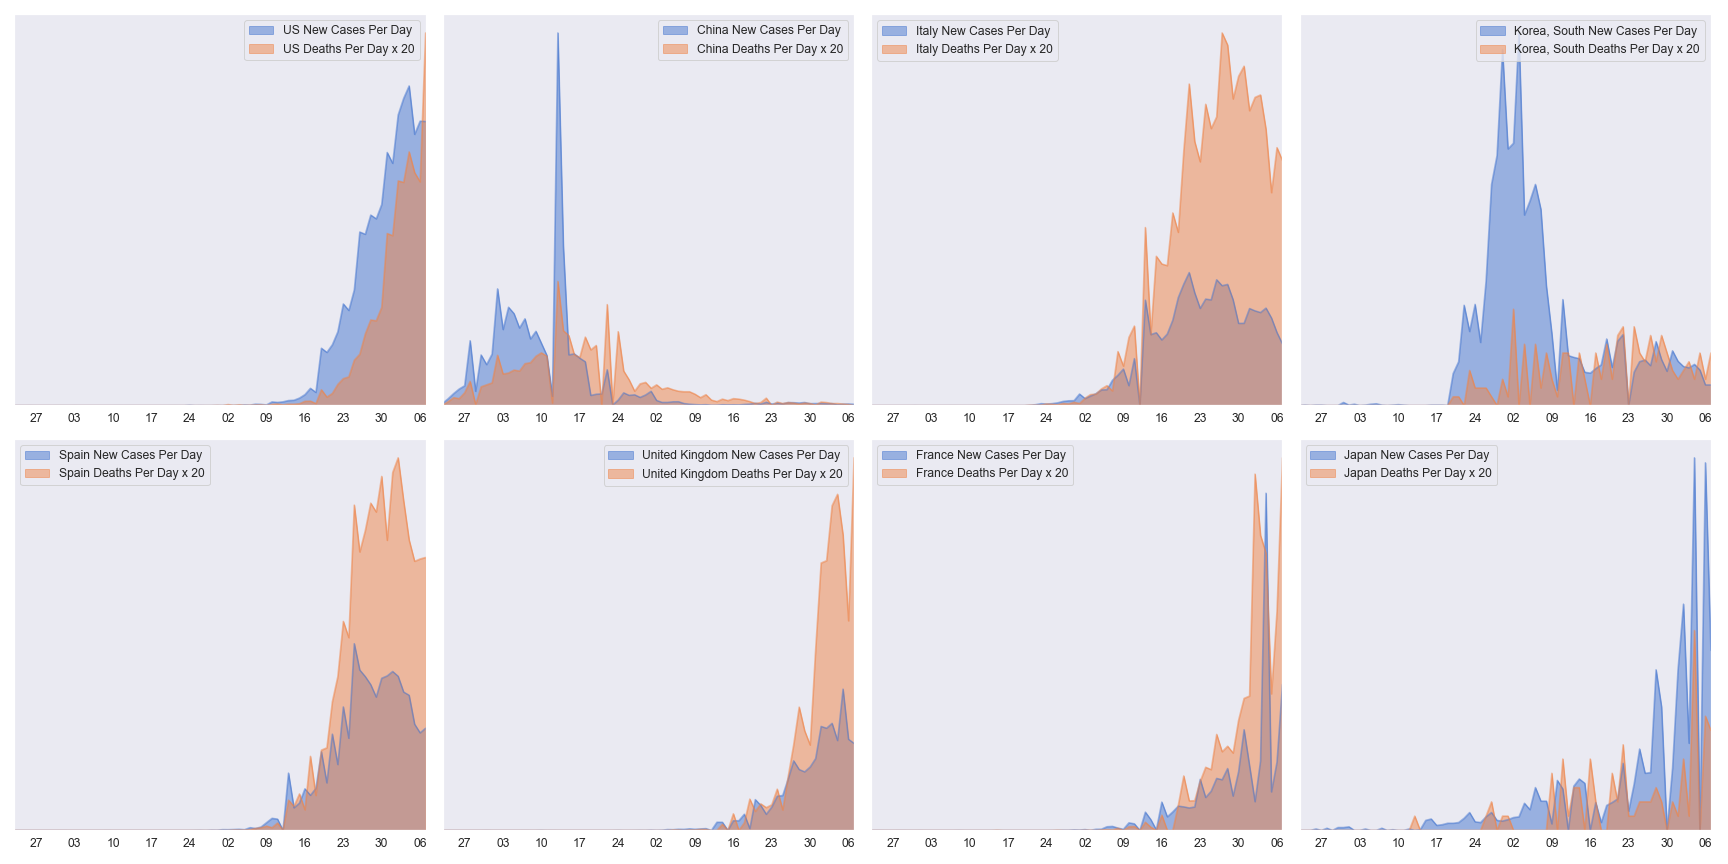 US New Cases Per Day
US Deaths Per Day x 20
China New Cases Per Day
China Deaths Per Day x 20
Italy New Cases Per Day
Italy Deaths Per Day x 20
Korea, South New Cases Per Day
Korea, South Deaths Per Day x 20
27 03 10 17 24 02 09 16 23 30 06
27 03 10 17 24 02 09 16 23 30 06
27 03 10 17 24 02 09 16 23 30 06
27 03 10 17 24 02 09 16 23 30 06
Spain New Cases Per Day
Spain Deaths Per Day x 20
United Kingdom New Cases Per Day
United Kingdom Deaths Per Day x 20
France New Cases Per Day
France Deaths Per Day x 20
Japan New Cases Per Day
Japan Deaths Per Day x 20
27 03 10 17 24 02 09 16 23 30 06
27 03 10 17 24 02 09 16 23 30 06
27 03 10 17 24 02 09 16 23 30 06
27 03 10 17 24 02 09 16 23 30 06